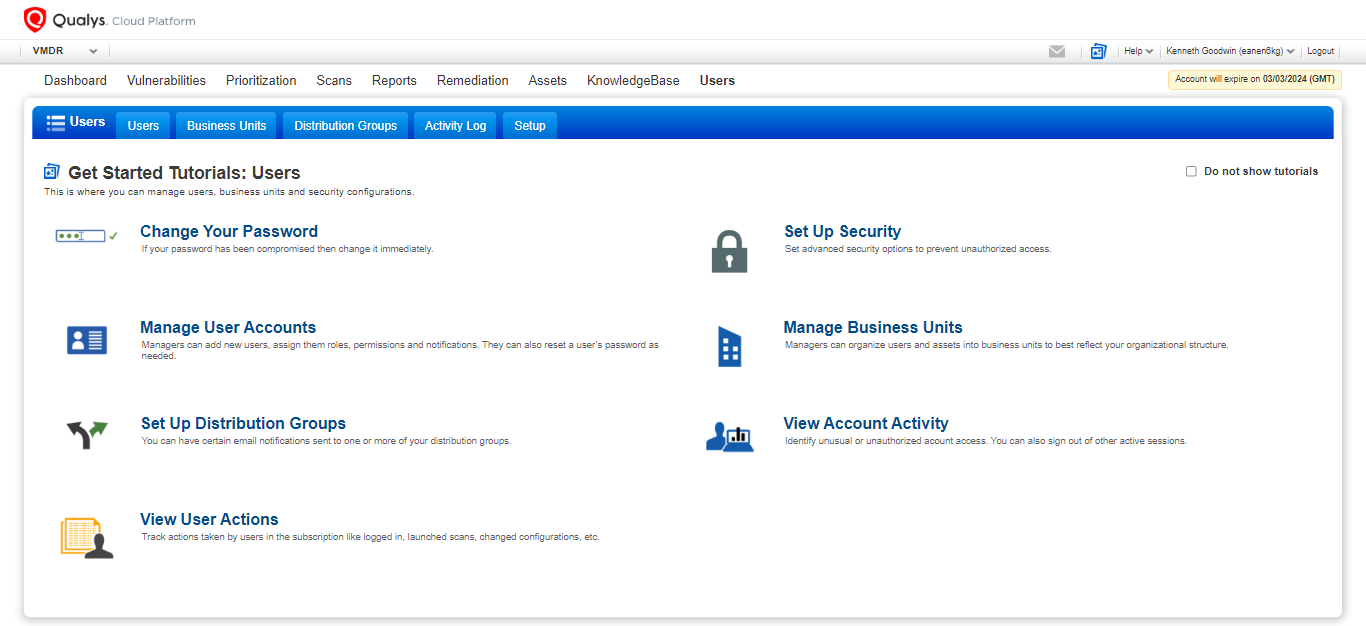 Qualys. Cloud Platform
VMDR
Help
Kenneth Goodwin (eanen6kg)
Logout
Dashboard Vulnerabilities Prioritization Scans Reports Remediation Assets KnowledgeBase Users
Account will expire on 03/03/2024 (GMT)
Users Users Business Units Distribution Groups Activity Log Setup
Get Started Tutorials: Users
Do not show tutorials
This is where you can manage users, business units and security configurations.
Change Your Password
If your password has been compromised then change it immediately.
Set Up Security
Set advanced security options to prevent unauthorized access.
Manage User Accounts
Managers can add new users, assign them roles, permissions and notifications. They can also reset a user's password as
needed.
Manage Business Units
Managers can organize users and assets into business units to best reflect your organizational structure.
Set Up Distribution Groups
You can have certain email notifications sent to one or more of your distribution groups.
View Account Activity
Identify unusual or unauthorized acount access. You can also sign out of other active sessions.
View User Actions
Track actions taken by users in the subscription like logged in, launched scans, changed configurations, etc.